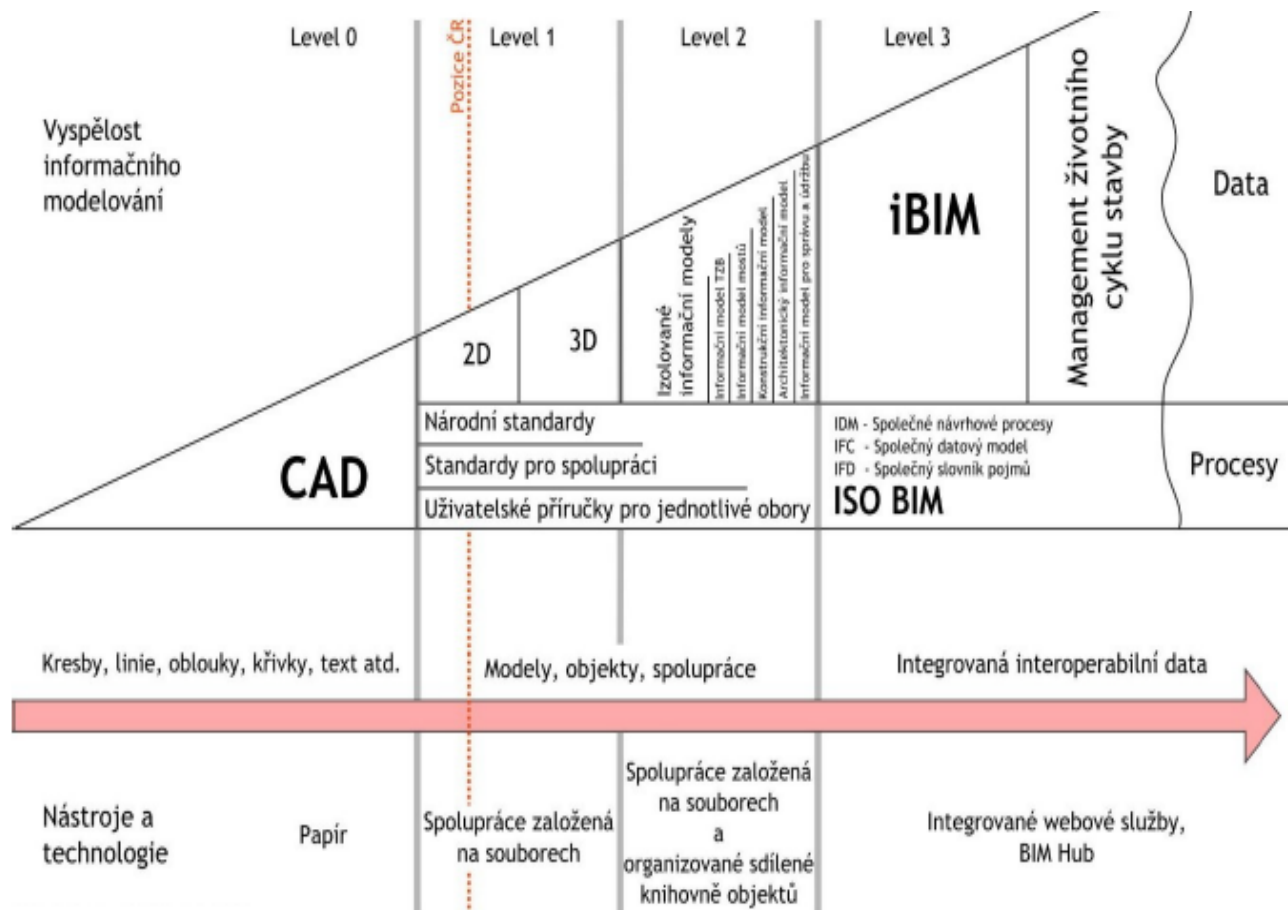 Level 0
Level 1
Level 2
Level 3
Pozice ČR
Vyspělost
informačního
modelování
2D
3D
Izolované
informační modely
Informační model TZB
Informační model mostů
Konstrukční informační model
Architektonický informační model
Informační model pro správu a údržbu
iBIM
Management životního
cyklu stavby
Data
CAD
Národní standardy
Standardy pro spolupráci
Uživatelské příručky pro jednotlivé obory
IDM - Společné návrhové procesy
IFC - Společný datový model
IFD - Společný slovník pojmů
ISO BIM
Procesy
Kresby, linie, oblouky, křivky, text atd.
Modely, objekty, spolupráce
Integrovaná interoperabilní data
Nástroje a
technologie
Papír
Spolupráce založená
na souborech
Spolupráce založená
na souborech
a
organizované sdílené
knihovně objektů
Integrované webové služby,
BIM Hub